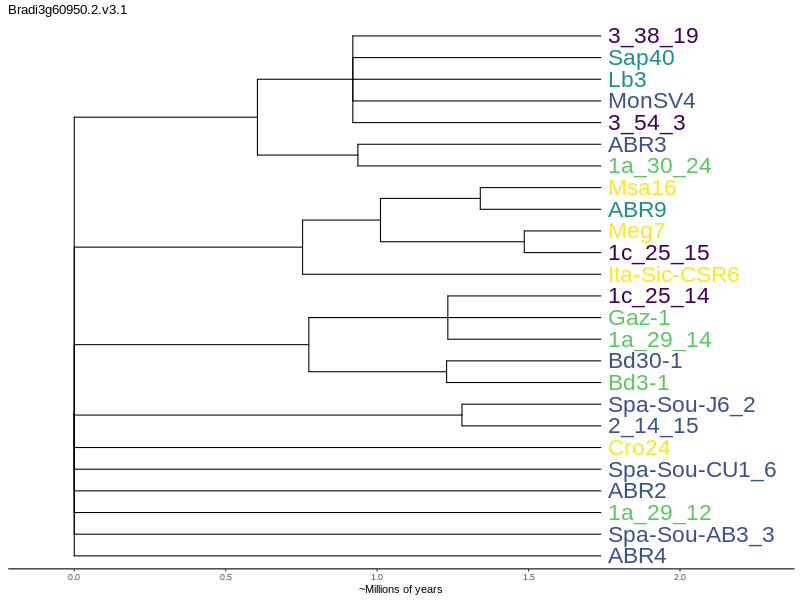 Bradi3g60950.2.v3.1
3_38_19
Sap40
Lb3
MonSV4
3_54_3
ABR3
1a_30_24
Msa16
ABR9
Meg7
1c_25_15
Ita-Sic-CSR6
1c_25_14
Gaz-1
1a_29_14
Bd30-1
Bd3-1
Spa-Sou-J6_2
2_14_15
Cro24
Spa-Sou-CU1_6
ABR2
1a_29_12
Spa-Sou-AB3_3
ABR4
0.0 0.5 1.0 1.5 2.0
~Millions of years